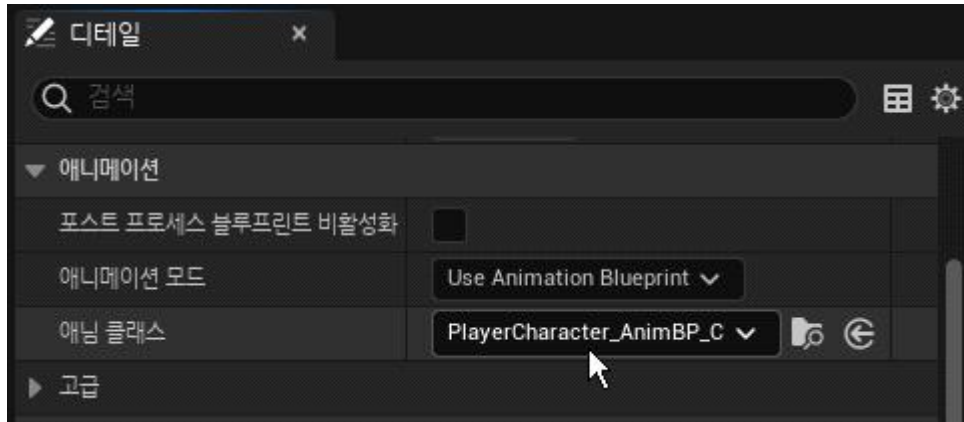 디테일
검색
애니메이션
포스트 프로세스 블루프린트 비활성화
애니메이션 모드 Use Animation Blueprint
애님 클래스 PlayerCharacter_AnimBP_C
고급